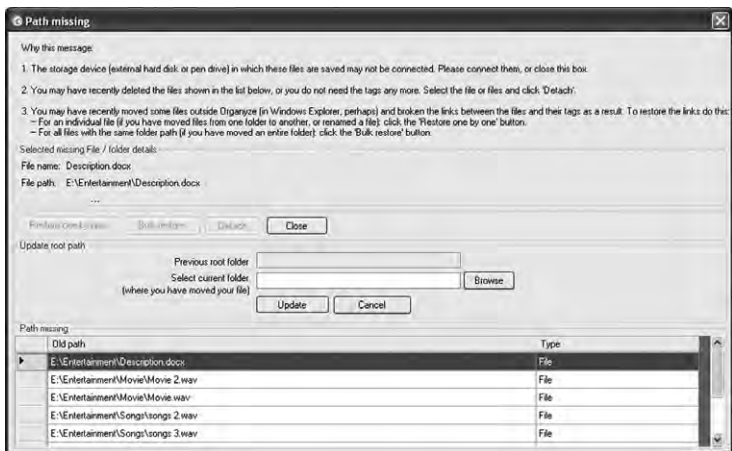 Path missing
Why this message:
1. The storage device (external hard disk or pen drive) in which these files are saved may not be connected. Please connect them, or close this box.
2. You may have recently deleted the files shown in the list below, or you do not need the tags any more. Select the file or files and click 'Detach'.
3. You may have recently moved some files outside Organyze (in Windows Explorer, perhaps) and broken the links between the files and their tags as a result. To restore the links do this:
– For an individual file (if you have moved files from one folder to another, or renamed a file): click the 'Restore one by one' button.
– For all files with the same folder path (if you have moved an entire folder): click the 'Bulk restore' button.
Selected missing File / folder details
File name: Description.docx
File path: E:\Entertainment\Description.docx
...
Restore one by one Bulk restore Detach Close
Update root path
Previous root folder
Select current folder Browse
(where you have moved your file)
Update Cancel
Path missing
Old path Type
E:\Entertainment\Description.docx File
E:\Entertainment\Movie\Movie 2.wav File
E:\Entertainment\Movie\Movie.wav File
E:\Entertainment\Songs\songs 2.wav File
E:\Entertainment\Songs\songs 3.wav File